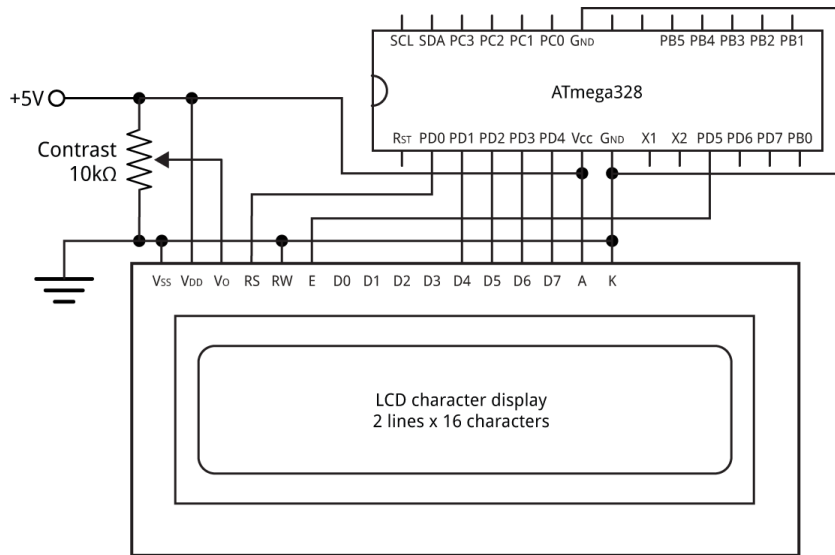 SCL SDA PC3 PC2 PC1 PC0 GND PB5 PB4 PB3 PB2 PB1
+5V
ATmega328
Contrast
10kΩ
RST PD0 PD1 PD2 PD3 PD4 Vcc GND X1 X2 PD5 PD6 PD7 PB0
VSS VDD VO RS RW E D0 D1 D2 D3 D4 D5 D6 D7 A K
LCD character display
2 lines x 16 characters